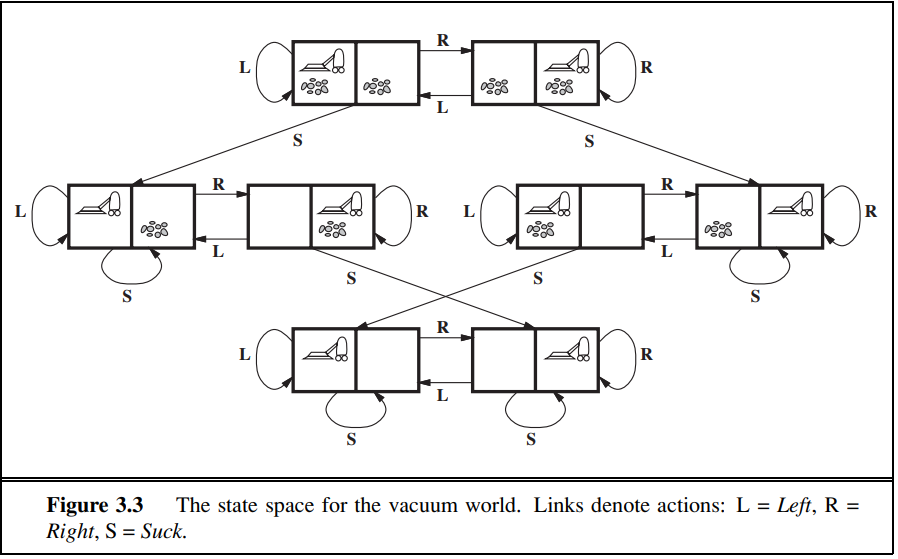 R
L R
L
S S
R R
L R L R
L L
S S
S S
R
L R
L
S S
Figure 3.3 The state space for the vacuum world. Links denote actions: L = Left, R =
Right, S = Suck.